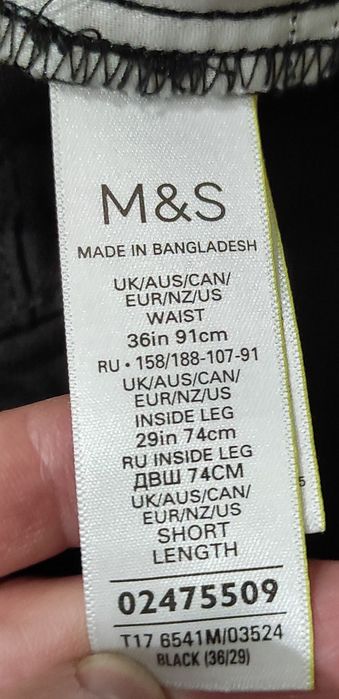 M&S
MADE IN BANGLADESH
UK/AUS/CAN/
EUR/NZ/US
WAIST
36in 91cm
RU • 158/188-107-91
UK/AUS/CAN/
EUR/NZ/US
INSIDE LEG
29in 74cm
RU INSIDE LEG
ДВШ 74CM
UK/AUS/CAN/
EUR/NZ/US
SHORT
LENGTH
02475509
T17 6541M/03524
BLACK (36/29)
5